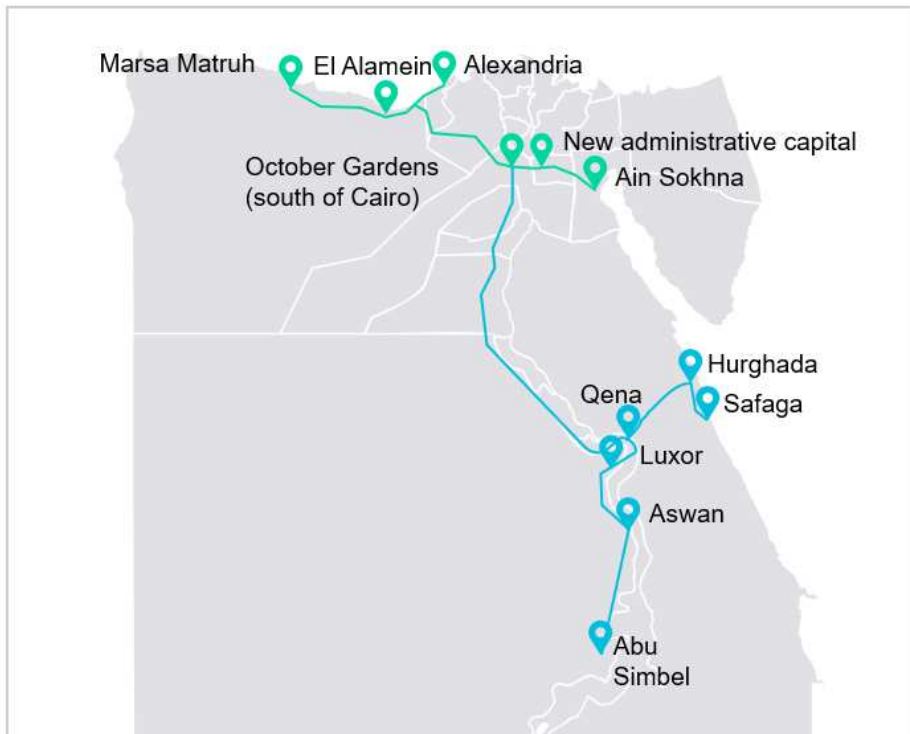 Marsa Matruh
El Alamein
Alexandria
New administrative capital
October Gardens
(south of Cairo)
Ain Sokhna
Hurghada
Qena
Safaga
Luxor
Aswan
Abu
Simbel